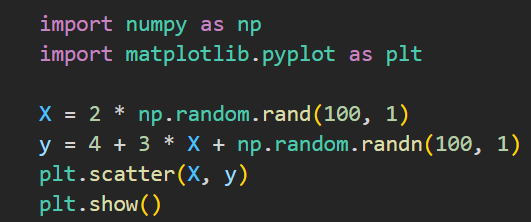 import numpy as np
import matplotlib.pyplot as plt
X = 2 * np.random.rand(100, 1)
y = 4 + 3 * X + np.random.randn(100, 1)
plt.scatter(X, y)
plt.show()